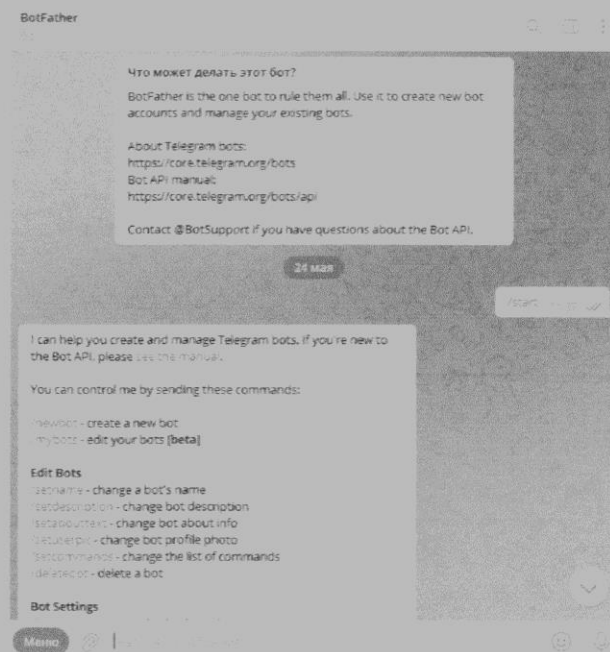 BotFather
Что может делать этот бот?
BotFather is the one bot to rule them all. Use it to create new bot
accounts and manage your existing bots.
About Telegram bots:
https://core.telegram.org/bots
Bot API manual:
https://core.telegram.org/bots/api
Contact @BotSupport if you have questions about the Bot API.
24 мая
/start
I can help you create and manage Telegram bots. If you're new to
the Bot API, please see the manual.
You can control me by sending these commands:
/newbot - create a new bot
/mybots - edit your bots [beta]
Edit Bots
/setname - change a bot's name
/setdescription - change bot description
/setabouttext - change bot about info
/setuserpic - change bot profile photo
/setcommands - change the list of commands
/deletebot - delete a bot
Bot Settings
Меню